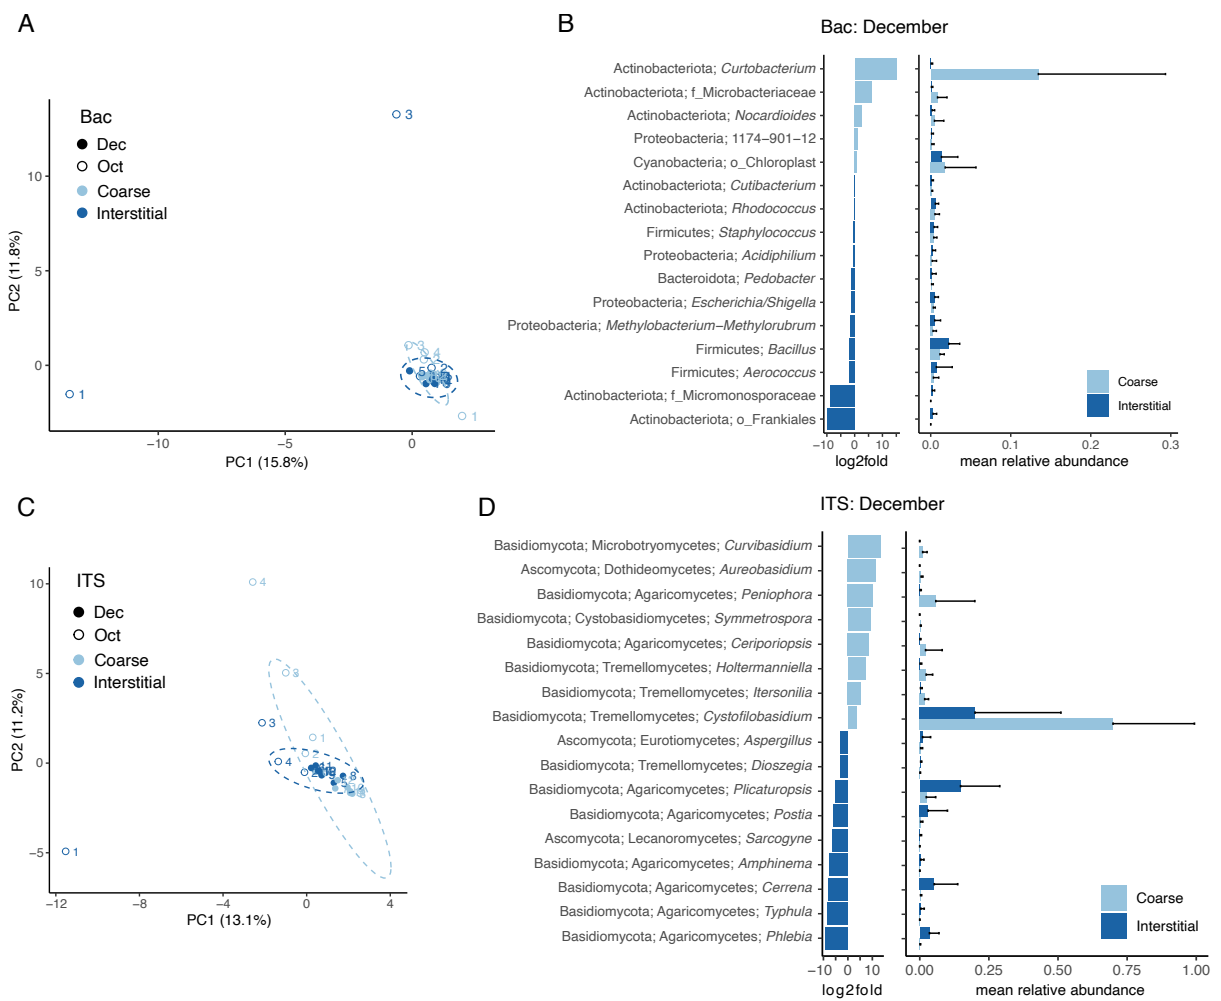 A
Bac
Dec
Oct
Coarse
Interstitial
3
3
4
5
2
1
1
10
5
0
−10
−5
0
PC2 (11.8%)
PC1 (15.8%)
B
Bac: December
Actinobacteriota; Curtobacterium
Actinobacteriota; f_Microbacteriaceae
Actinobacteriota; Nocardioides
Proteobacteria; 1174−901−12
Cyanobacteria; o_Chloroplast
Actinobacteriota; Cutibacterium
Actinobacteriota; Rhodococcus
Firmicutes; Staphylococcus
Proteobacteria; Acidiphilium
Bacteroidota; Pedobacter
Proteobacteria; Escherichia/Shigella
Proteobacteria; Methylobacterium−Methylorubrum
Firmicutes; Bacillus
Firmicutes; Aerococcus
Actinobacteriota; f_Micromonosporaceae
Actinobacteriota; o_Frankiales
Coarse
Interstitial
−10 0 10
log2fold
0.0 0.1 0.2 0.3
mean relative abundance
C
ITS
Dec
Oct
Coarse
Interstitial
4
3
3
1
2
4
1
10
5
0
−5
−12 −8 −4 0 4
PC2 (11.2%)
PC1 (13.1%)
D
ITS: December
Basidiomycota; Microbotryomycetes; Curvibasidium
Ascomycota; Dothideomycetes; Aureobasidium
Basidiomycota; Agaricomycetes; Peniophora
Basidiomycota; Cystobasidiomycetes; Symmetrospora
Basidiomycota; Agaricomycetes; Ceriporiopsis
Basidiomycota; Tremellomycetes; Holtermanniella
Basidiomycota; Tremellomycetes; Itersonilia
Basidiomycota; Tremellomycetes; Cystofilobasidium
Ascomycota; Eurotiomycetes; Aspergillus
Basidiomycota; Tremellomycetes; Dioszegia
Basidiomycota; Agaricomycetes; Plicaturopsis
Basidiomycota; Agaricomycetes; Postia
Ascomycota; Lecanoromycetes; Sarcogyne
Basidiomycota; Agaricomycetes; Amphinema
Basidiomycota; Agaricomycetes; Cerrena
Basidiomycota; Agaricomycetes; Typhula
Basidiomycota; Agaricomycetes; Phlebia
Coarse
Interstitial
−10 0 10
log2fold
0.00 0.25 0.50 0.75 1.00
mean relative abundance